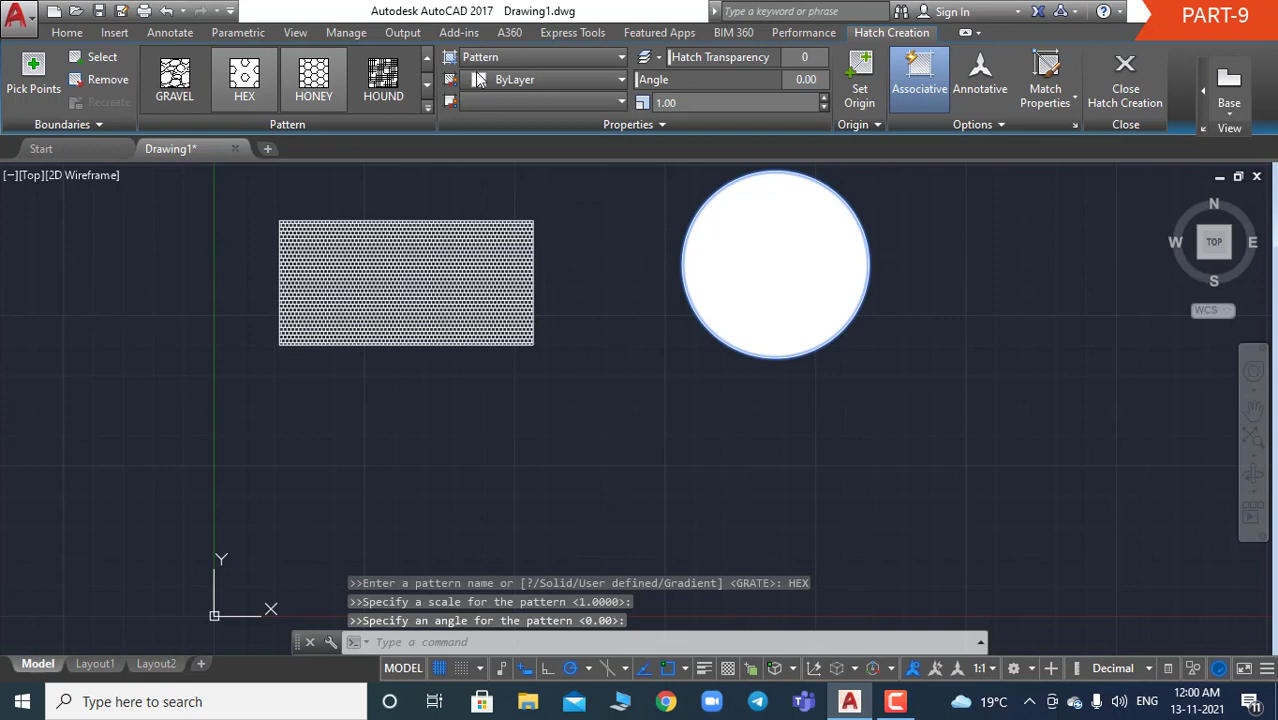 Autodesk AutoCAD 2017 Drawing1.dwg
Type a keyword or phrase
Sign In
PART-9
Home Insert Annotate Parametric View Manage Output Add-ins A360 Express Tools Featured Apps BIM 360 Performance Hatch Creation
Pick Points
Select
Remove
Recreate
Boundaries
GRAVEL
HEX
HONEY
HOUND
Pattern
Pattern
ByLayer
Hatch Transparency 0
Angle 0.00
1.00
Properties
Set
Origin
Origin
Associative
Annotative
Match
Properties
Options
Close
Hatch Creation
Close
Base
View
Start
Drawing1*
[−][Top][2D Wireframe]
N
W TOP E
S
WCS
Y
X
>>Enter a pattern name or [?/Solid/User defined/Gradient] <GRATE>: HEX
>>Specify a scale for the pattern <1.0000>:
>>Specify an angle for the pattern <0.00>:
Type a command
Model Layout1 Layout2
MODEL
1:1
Decimal
Type here to search
19°C
ENG
12:00 AM
13-11-2021
11